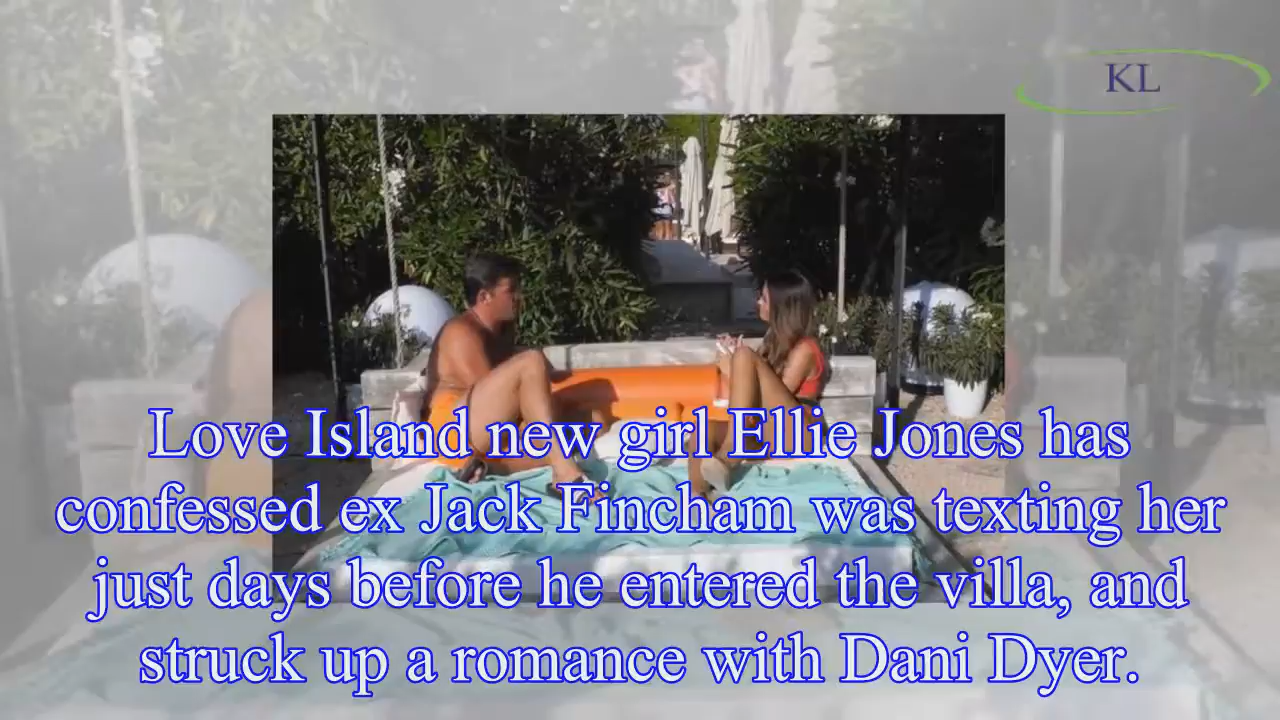 KL
Love Island new girl Ellie Jones has
confessed ex Jack Fincham was texting her
just days before he entered the villa, and
struck up a romance with Dani Dyer.